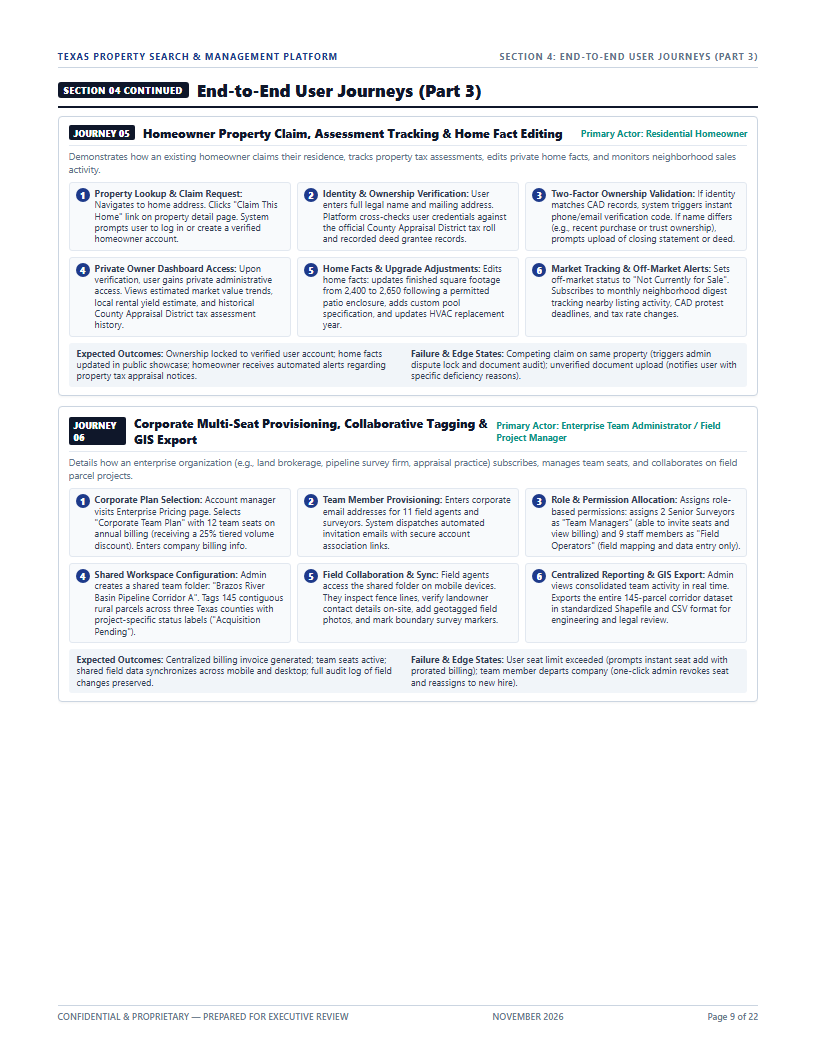 TEXAS PROPERTY SEARCH & MANAGEMENT PLATFORM
SECTION 4: END-TO-END USER JOURNEYS (PART 3)
SECTION 04 CONTINUED
End-to-End User Journeys (Part 3)
JOURNEY 05
Homeowner Property Claim, Assessment Tracking & Home Fact Editing
Primary Actor: Residential Homeowner
Demonstrates how an existing homeowner claims their residence, tracks property tax assessments, edits private home facts, and monitors neighborhood sales
activity.
1
Property Lookup & Claim Request:
Navigates to home address. Clicks "Claim This
Home" link on property detail page. System
prompts user to log in or create a verified
homeowner account.
2
Identity & Ownership Verification: User
enters full legal name and mailing address.
Platform cross-checks user credentials against
the official County Appraisal District tax roll
and recorded deed grantee records.
3
Two-Factor Ownership Validation: If identity
matches CAD records, system triggers instant
phone/email verification code. If name differs
(e.g., recent purchase or trust ownership),
prompts upload of closing statement or deed.
4
Private Owner Dashboard Access: Upon
verification, user gains private administrative
access. Views estimated market value trends,
local rental yield estimate, and historical
County Appraisal District tax assessment
history.
5
Home Facts & Upgrade Adjustments: Edits
home facts: updates finished square footage
from 2,400 to 2,650 following a permitted
patio enclosure, adds custom pool
specification, and updates HVAC replacement
year.
6
Market Tracking & Off-Market Alerts: Sets
off-market status to "Not Currently for Sale".
Subscribes to monthly neighborhood digest
tracking nearby listing activity, CAD protest
deadlines, and tax rate changes.
Expected Outcomes: Ownership locked to verified user account; home facts
updated in public showcase; homeowner receives automated alerts regarding
property tax appraisal notices.
Failure & Edge States: Competing claim on same property (triggers admin
dispute lock and document audit); unverified document upload (notifies user with
specific deficiency reasons).
JOURNEY
06
Corporate Multi-Seat Provisioning, Collaborative Tagging &
GIS Export
Primary Actor: Enterprise Team Administrator / Field
Project Manager
Details how an enterprise organization (e.g., land brokerage, pipeline survey firm, appraisal practice) subscribes, manages team seats, and collaborates on field
parcel projects.
1
Corporate Plan Selection: Account manager
visits Enterprise Pricing page. Selects
"Corporate Team Plan" with 12 team seats on
annual billing (receiving a 25% tiered volume
discount). Enters company billing info.
2
Team Member Provisioning: Enters corporate
email addresses for 11 field agents and
surveyors. System dispatches automated
invitation emails with secure account
association links.
3
Role & Permission Allocation: Assigns role-
based permissions: assigns 2 Senior Surveyors
as "Team Managers" (able to invite seats and
view billing) and 9 staff members as "Field
Operators" (field mapping and data entry only).
4
Shared Workspace Configuration: Admin
creates a shared team folder: "Brazos River
Basin Pipeline Corridor A". Tags 145 contiguous
rural parcels across three Texas counties with
project-specific status labels ("Acquisition
Pending").
5
Field Collaboration & Sync: Field agents
access the shared folder on mobile devices.
They inspect fence lines, verify landowner
contact details on-site, add geotagged field
photos, and mark boundary survey markers.
6
Centralized Reporting & GIS Export: Admin
views consolidated team activity in real time.
Exports the entire 145-parcel corridor dataset
in standardized Shapefile and CSV format for
engineering and legal review.
Expected Outcomes: Centralized billing invoice generated; team seats active;
shared field data synchronizes across mobile and desktop; full audit log of field
changes preserved.
Failure & Edge States: User seat limit exceeded (prompts instant seat add with
prorated billing); team member departs company (one-click admin revokes seat
and reassigns to new hire).
CONFIDENTIAL & PROPRIETARY — PREPARED FOR EXECUTIVE REVIEW
NOVEMBER 2026
Page 9 of 22